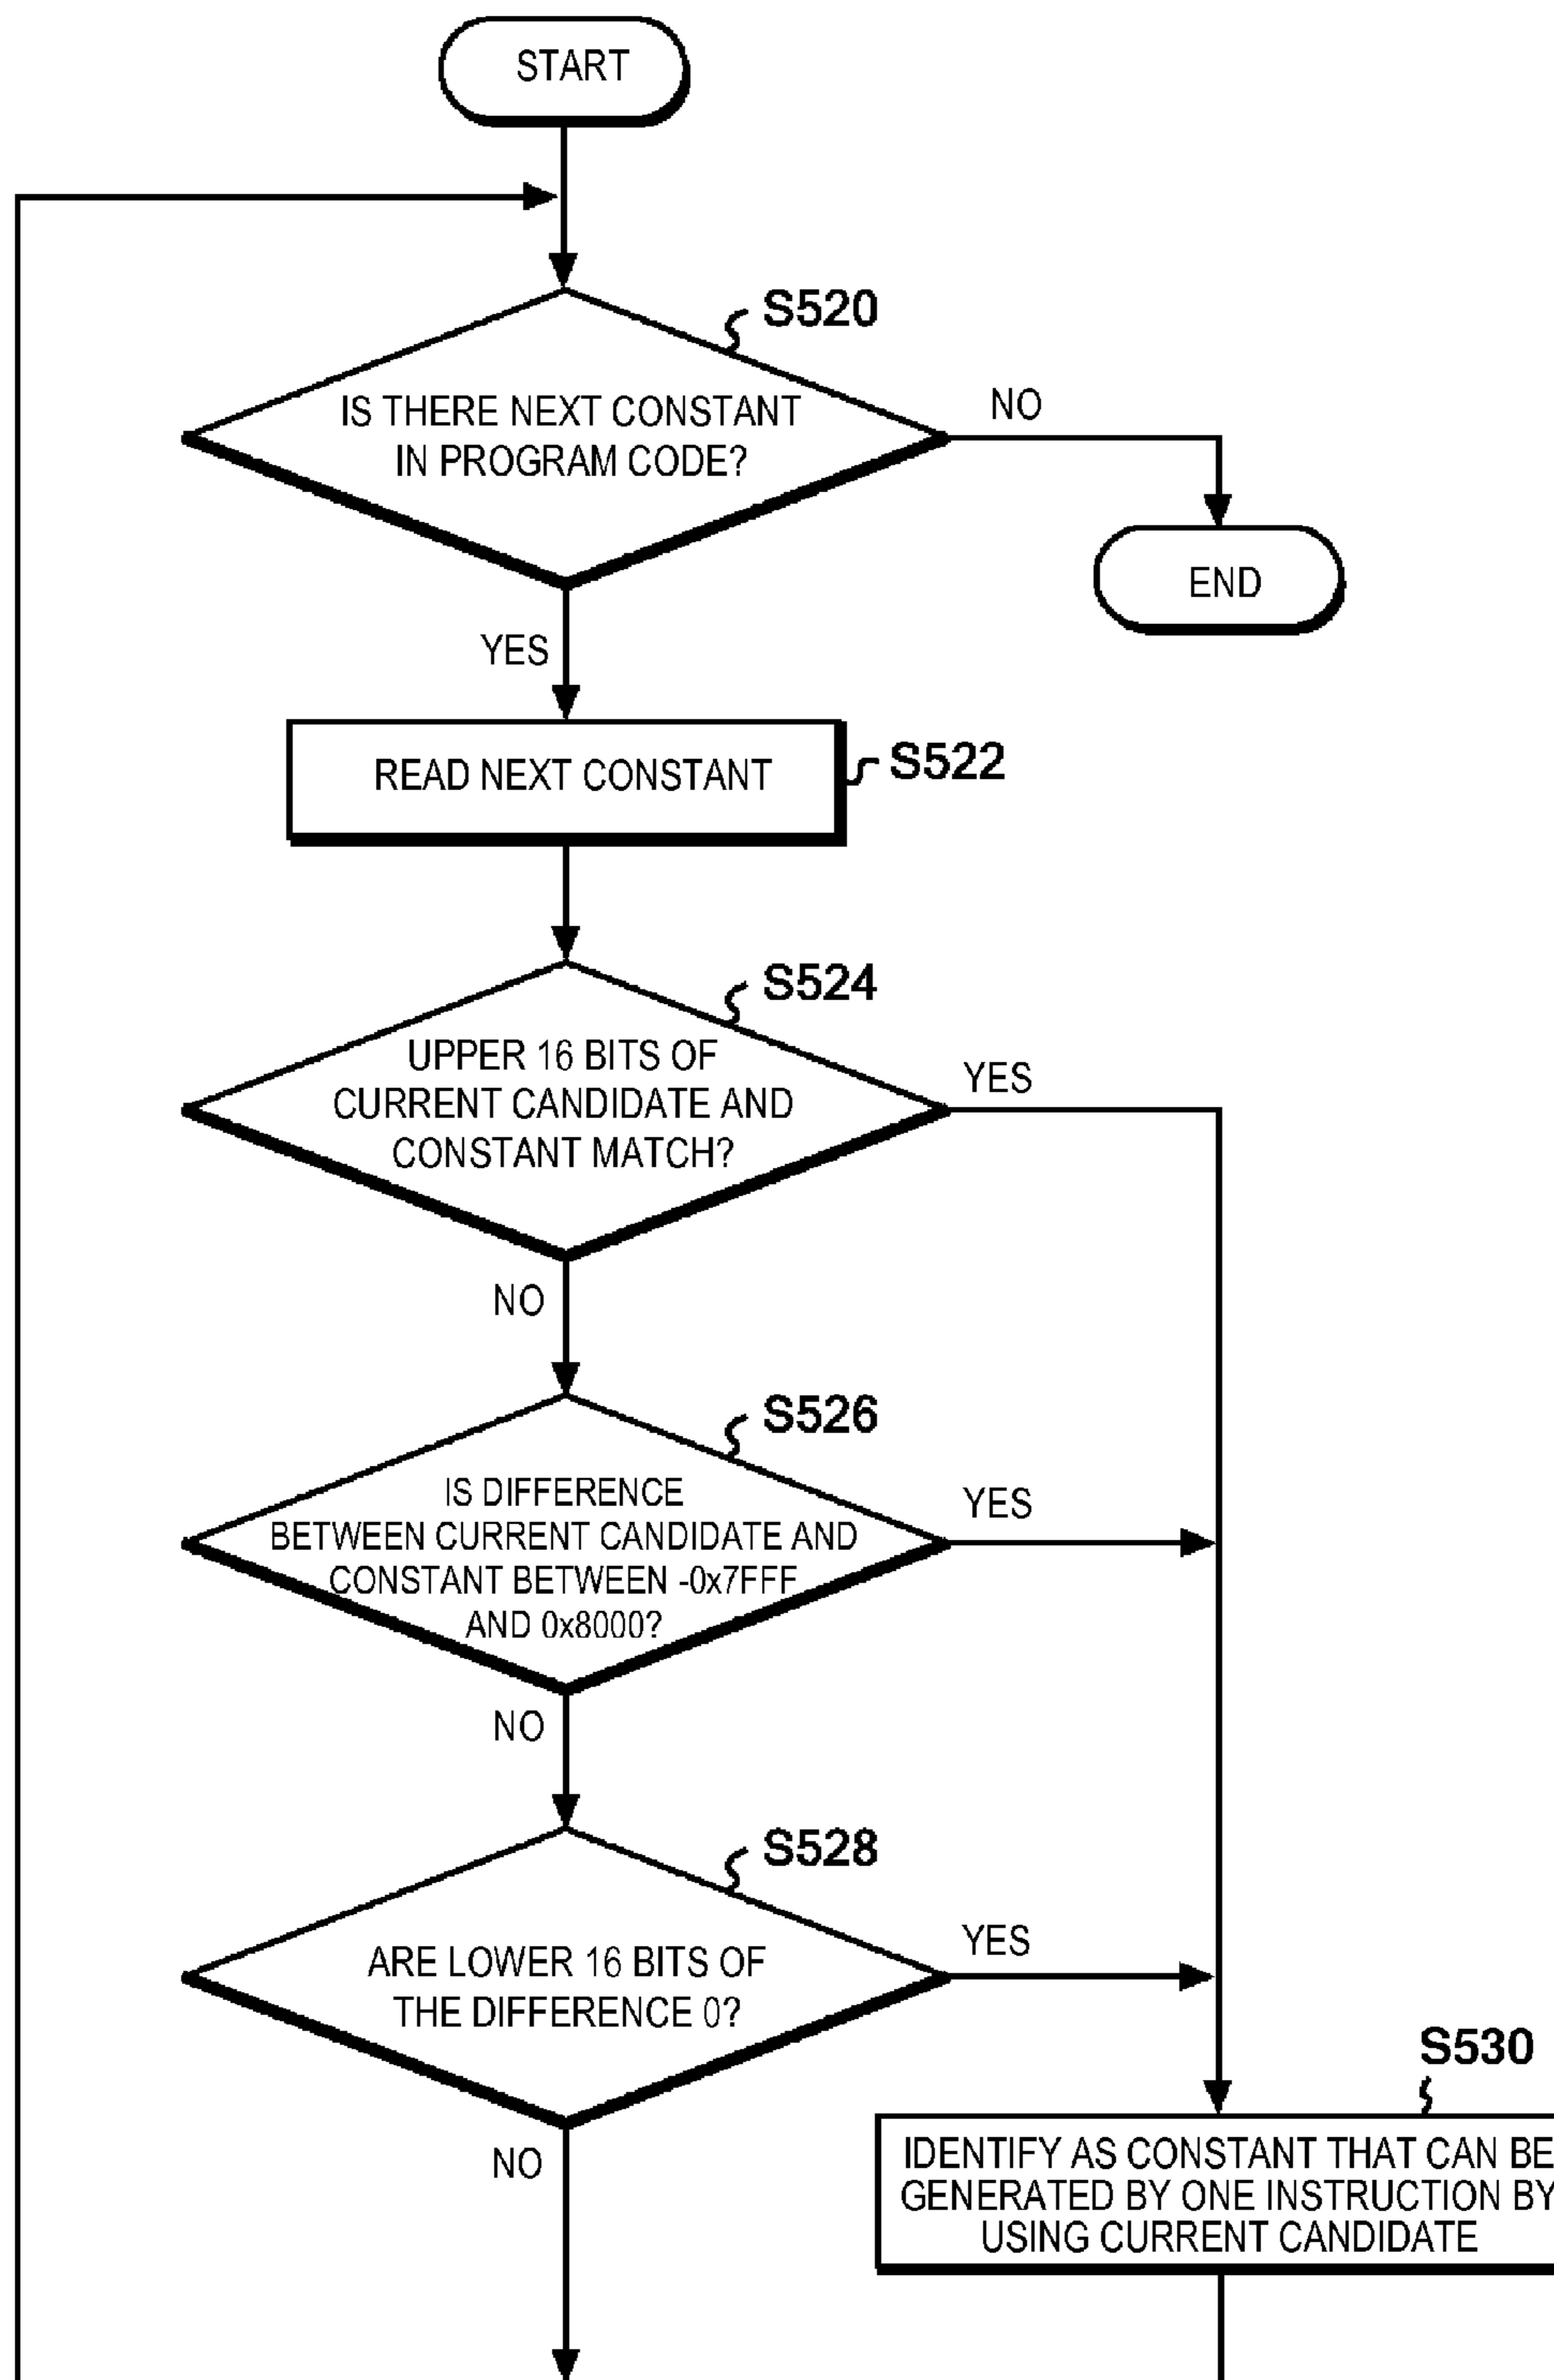 START
S520
IS THERE NEXT CONSTANT
IN PROGRAM CODE?
NO
END
YES
READ NEXT CONSTANT
S522
S524
UPPER 16 BITS OF
CURRENT CANDIDATE AND
CONSTANT MATCH?
YES
NO
S526
IS DIFFERENCE
BETWEEN CURRENT CANDIDATE AND
CONSTANT BETWEEN -0x7FFF
AND 0x8000?
YES
NO
S528
ARE LOWER 16 BITS OF
THE DIFFERENCE 0?
YES
NO
S530
IDENTIFY AS CONSTANT THAT CAN BE
GENERATED BY ONE INSTRUCTION BY
USING CURRENT CANDIDATE